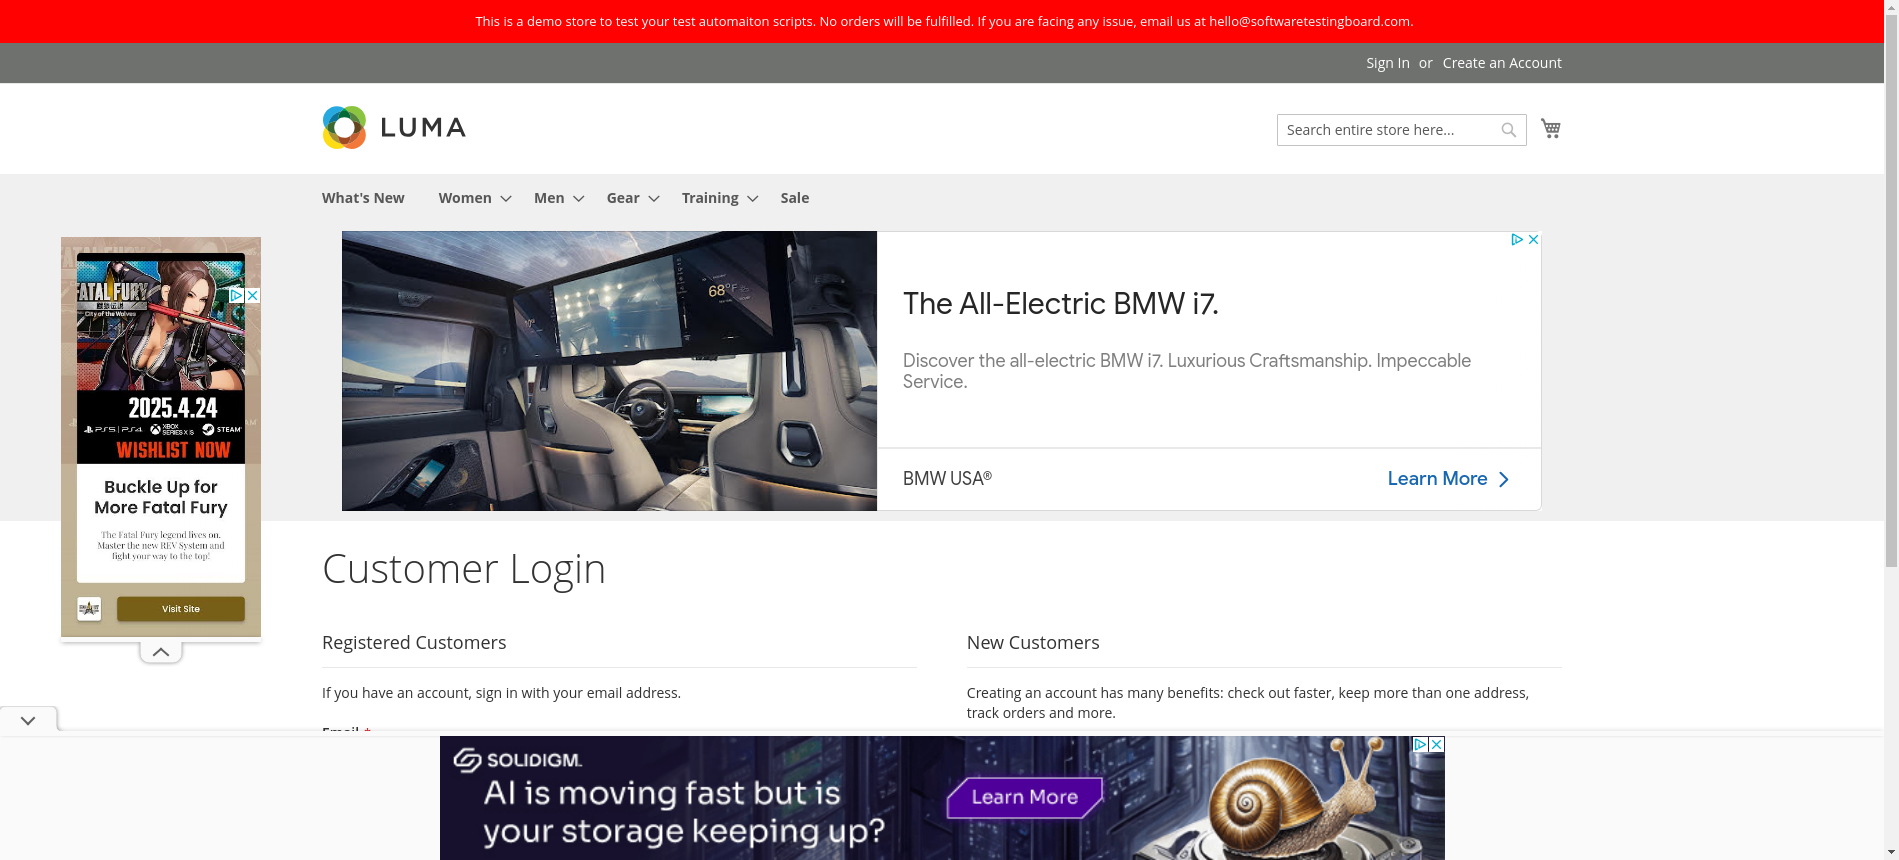 This is a demo store to test your test automaiton scripts. No orders will be fulfilled. If you are facing any issue, email us at hello@softwaretestingboard.com.
Sign In or Create an Account
LUMA
Search entire store here...
What's New Women Men Gear Training Sale
FATAL FURY
City of the Wolves
2025.4.24
PS5 | PS4 XBOX SERIES X|S STEAM
WISHLIST NOW
Buckle Up for
More Fatal Fury
The Fatal Fury legend lives on.
Master the new REV System and
fight your way to the top!
Visit Site
68°F
The All-Electric BMW i7.
Discover the all-electric BMW i7. Luxurious Craftsmanship. Impeccable
Service.
BMW USA®
Learn More
Customer Login
Registered Customers
If you have an account, sign in with your email address.
Email *
New Customers
Creating an account has many benefits: check out faster, keep more than one address,
track orders and more.
SOLIDIGM
AI is moving fast but is
your storage keeping up?
Learn More